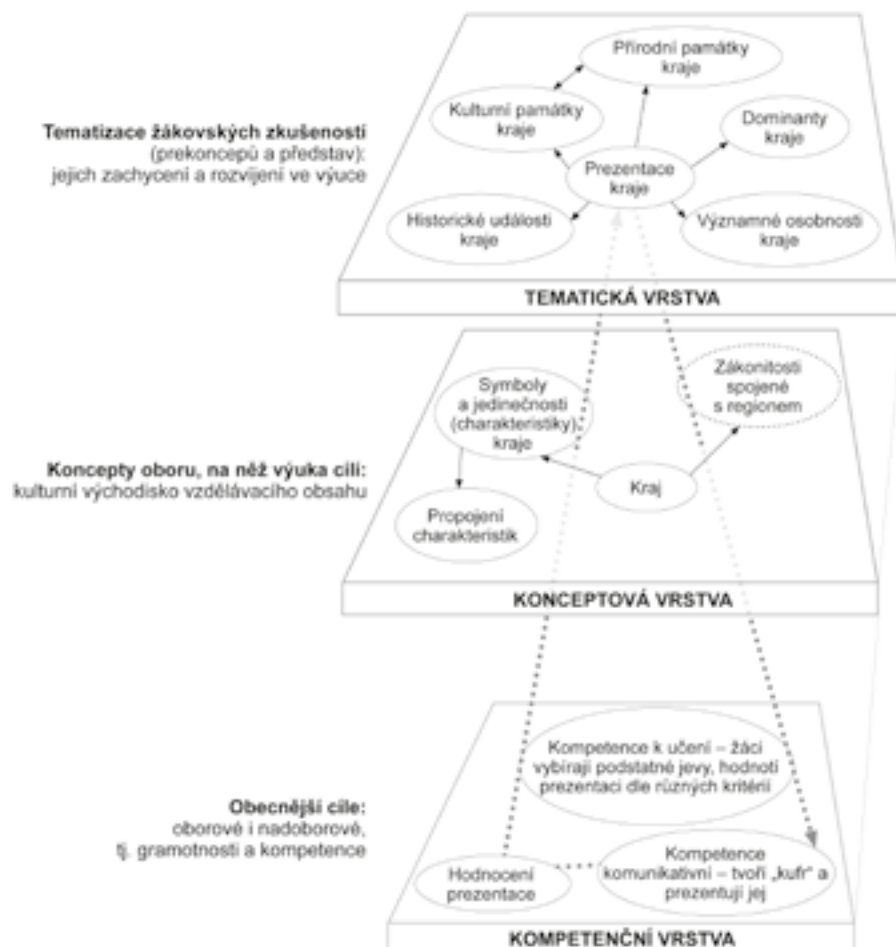 Tematizace žákovských zkušeností
(prekonceptů a představ):
jejich zachycení a rozvíjení ve výuce
Přírodní památky
kraje
Kulturní památky
kraje
Dominanty
kraje
Prezentace
kraje
Historické události
kraje
Významné osobnosti
kraje
TEMATICKÁ VRSTVA
Koncepty oboru, na něž výuka cílí:
kulturní východisko vzdělávacího obsahu
Symboly
a jedinečnosti
(charakteristiky)
kraje
Zákonitosti
spojené
s regionem
Kraj
Propojení
charakteristik
KONCEPTOVÁ VRSTVA
Obecnější cíle:
oborové i nadoborové,
tj. gramotnosti a kompetence
Kompetence k učení – žáci
vybírají podstatné jevy, hodnotí
prezentaci dle různých kritérií
Hodnocení
prezentace
Kompetence
komunikativní – tvoří „kufr“ a
prezentují jej
KOMPETENČNÍ VRSTVA